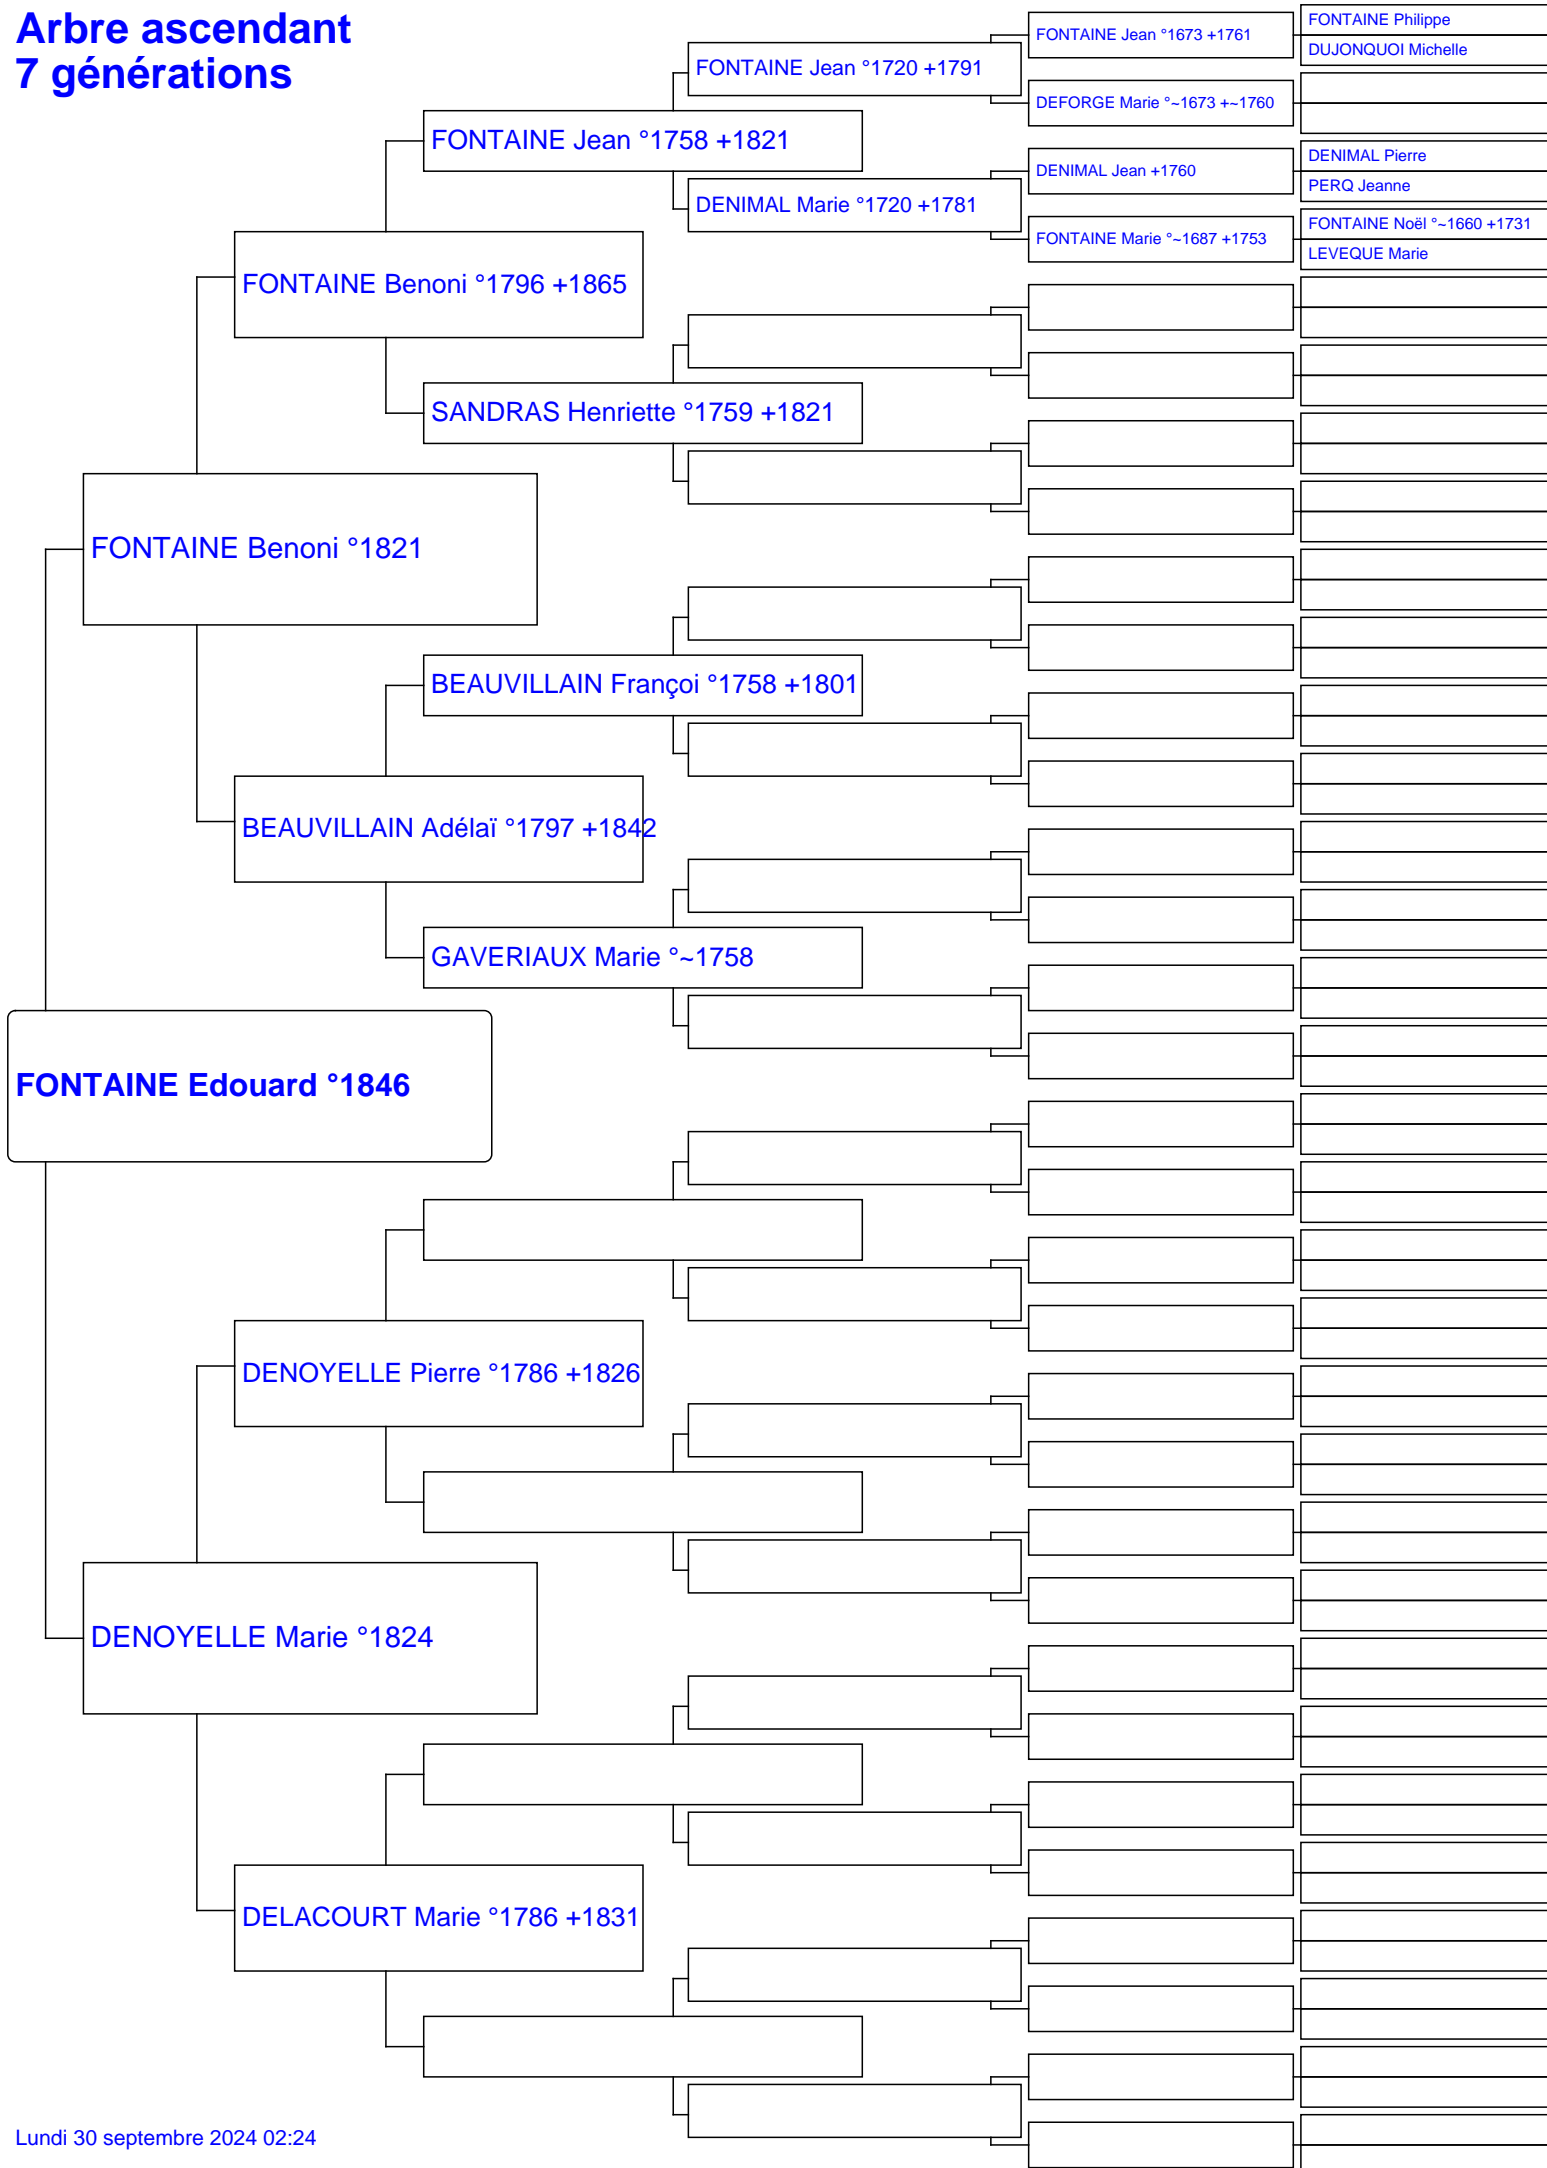 Arbre ascendant
7 générations
FONTAINE Philippe
FONTAINE Jean °1673 +1761
DUJONQUOI Michelle
FONTAINE Jean °1720 +1791
DEFORGE Marie °~1673 +~1760
FONTAINE Jean °1758 +1821
DENIMAL Pierre
DENIMAL Jean +1760
PERQ Jeanne
DENIMAL Marie °1720 +1781
FONTAINE Noël °~1660 +1731
FONTAINE Marie °~1687 +1753
LEVEQUE Marie
FONTAINE Benoni °1796 +1865
SANDRAS Henriette °1759 +1821
FONTAINE Benoni °1821
BEAUVILLAIN Françoi °1758 +1801
BEAUVILLAIN Adélaï °1797 +1842
GAVERIAUX Marie °~1758
FONTAINE Edouard °1846
DENOYELLE Pierre °1786 +1826
DENOYELLE Marie °1824
DELACOURT Marie °1786 +1831
Lundi 30 septembre 2024 02:24